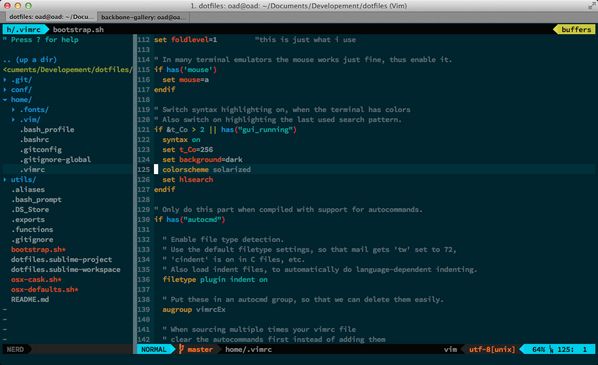 1. dotfiles: oad@oad: ~/Documents/Developement/dotfiles (Vim)
dotfiles: oad@oad: ~/Docu...
backbone-gallery: oad@oa...
h/.vimrc
bootstrap.sh
buffers
" Press ? for help
.. (up a dir)
<cuments/Developement/dotfiles/
.git/
conf/
home/
.fonts/
.vim/
.bash_profile
.bashrc
.gitconfig
.gitignore-global
.vimrc
utils/
.aliases
.bash_prompt
.DS_Store
.exports
.functions
.gitignore
bootstrap.sh*
dotfiles.sublime-project
dotfiles.sublime-workspace
osx-cask.sh*
osx-defaults.sh*
README.md
~
~
~
~
NERD
112 set foldlevel=1 "this is just what i use
113
114 " In many terminal emulators the mouse works just fine, thus enable it.
115 if has('mouse')
116 set mouse=a
117 endif
118
119 " Switch syntax highlighting on, when the terminal has colors
120 " Also switch on highlighting the last used search pattern.
121 if &t_Co > 2 || has("gui_running")
122 syntax on
123 set t_Co=256
124 set background=dark
125 colorscheme solarized
126 set hlsearch
127 endif
128
129 " Only do this part when compiled with support for autocommands.
130 if has("autocmd")
131
132 " Enable file type detection.
133 " Use the default filetype settings, so that mail gets 'tw' set to 72,
134 " 'cindent' is on in C files, etc.
135 " Also load indent files, to automatically do language-dependent indenting.
136 filetype plugin indent on
137
138 " Put these in an autocmd group, so that we can delete them easily.
139 augroup vimrcEx
140
141 " When sourcing multiple times your vimrc file
142 " clear the autocommands first instead of adding them
NORMAL master home/.vimrc vim utf-8[unix] 64% 125: 1